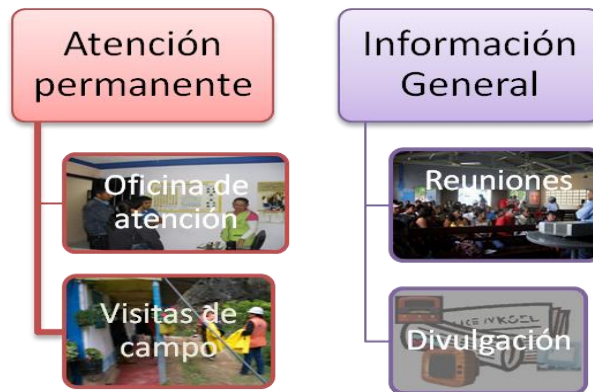 Atención
permanente
Oficina de
atención
Visitas de
campo
Información
General
Reuniones
Divulgación